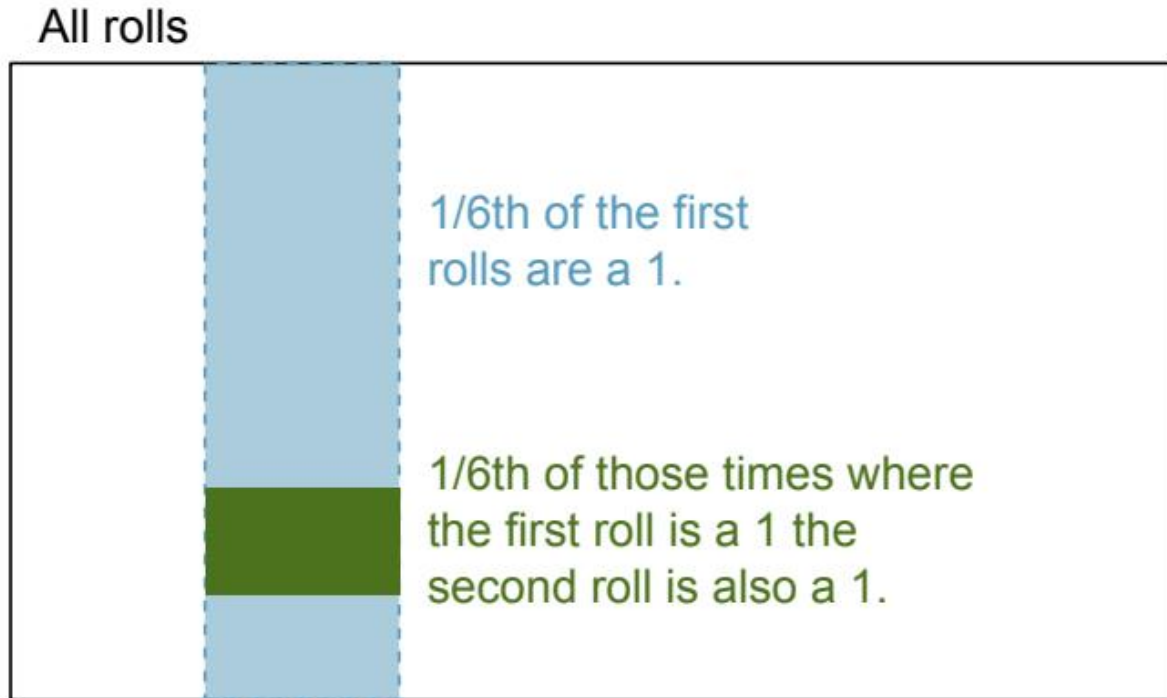 All rolls
1/6th of the first
rolls are a 1.
1/6th of those times where
the first roll is a 1 the
second roll is also a 1.